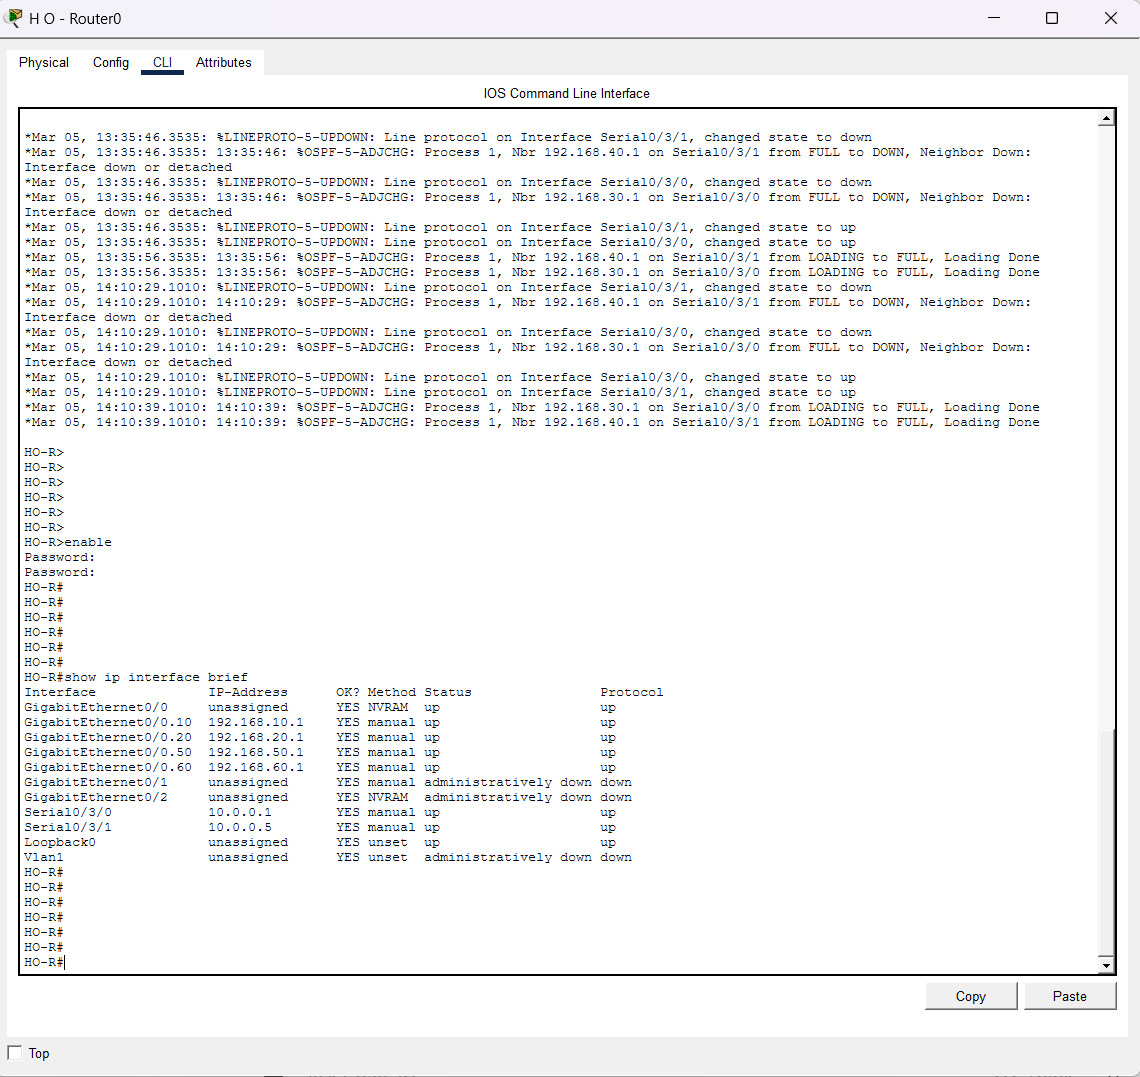 H O - Router0
Physical Config CLI Attributes
IOS Command Line Interface
*Mar 05, 13:35:46.3535: %LINEPROTO-5-UPDOWN: Line protocol on Interface Serial0/3/1, changed state to down
*Mar 05, 13:35:46.3535: 13:35:46: %OSPF-5-ADJCHG: Process 1, Nbr 192.168.40.1 on Serial0/3/1 from FULL to DOWN, Neighbor Down:
Interface down or detached
*Mar 05, 13:35:46.3535: %LINEPROTO-5-UPDOWN: Line protocol on Interface Serial0/3/0, changed state to down
*Mar 05, 13:35:46.3535: 13:35:46: %OSPF-5-ADJCHG: Process 1, Nbr 192.168.30.1 on Serial0/3/0 from FULL to DOWN, Neighbor Down:
Interface down or detached
*Mar 05, 13:35:46.3535: %LINEPROTO-5-UPDOWN: Line protocol on Interface Serial0/3/1, changed state to up
*Mar 05, 13:35:46.3535: %LINEPROTO-5-UPDOWN: Line protocol on Interface Serial0/3/0, changed state to up
*Mar 05, 13:35:56.3535: 13:35:56: %OSPF-5-ADJCHG: Process 1, Nbr 192.168.40.1 on Serial0/3/1 from LOADING to FULL, Loading Done
*Mar 05, 13:35:56.3535: 13:35:56: %OSPF-5-ADJCHG: Process 1, Nbr 192.168.30.1 on Serial0/3/0 from LOADING to FULL, Loading Done
*Mar 05, 14:10:29.1010: %LINEPROTO-5-UPDOWN: Line protocol on Interface Serial0/3/1, changed state to down
*Mar 05, 14:10:29.1010: 14:10:29: %OSPF-5-ADJCHG: Process 1, Nbr 192.168.40.1 on Serial0/3/1 from FULL to DOWN, Neighbor Down:
Interface down or detached
*Mar 05, 14:10:29.1010: %LINEPROTO-5-UPDOWN: Line protocol on Interface Serial0/3/0, changed state to down
*Mar 05, 14:10:29.1010: 14:10:29: %OSPF-5-ADJCHG: Process 1, Nbr 192.168.30.1 on Serial0/3/0 from FULL to DOWN, Neighbor Down:
Interface down or detached
*Mar 05, 14:10:29.1010: %LINEPROTO-5-UPDOWN: Line protocol on Interface Serial0/3/0, changed state to up
*Mar 05, 14:10:29.1010: %LINEPROTO-5-UPDOWN: Line protocol on Interface Serial0/3/1, changed state to up
*Mar 05, 14:10:39.1010: 14:10:39: %OSPF-5-ADJCHG: Process 1, Nbr 192.168.30.1 on Serial0/3/0 from LOADING to FULL, Loading Done
*Mar 05, 14:10:39.1010: 14:10:39: %OSPF-5-ADJCHG: Process 1, Nbr 192.168.40.1 on Serial0/3/1 from LOADING to FULL, Loading Done
HO-R>
HO-R>
HO-R>
HO-R>
HO-R>
HO-R>
HO-R>enable
Password:
Password:
HO-R#
HO-R#
HO-R#
HO-R#
HO-R#
HO-R#
HO-R#show ip interface brief
Interface IP-Address OK? Method Status Protocol
GigabitEthernet0/0 unassigned YES NVRAM up up
GigabitEthernet0/0.10 192.168.10.1 YES manual up up
GigabitEthernet0/0.20 192.168.20.1 YES manual up up
GigabitEthernet0/0.50 192.168.50.1 YES manual up up
GigabitEthernet0/0.60 192.168.60.1 YES manual up up
GigabitEthernet0/1 unassigned YES manual administratively down down
GigabitEthernet0/2 unassigned YES NVRAM administratively down down
Serial0/3/0 10.0.0.1 YES manual up up
Serial0/3/1 10.0.0.5 YES manual up up
Loopback0 unassigned YES unset up up
Vlan1 unassigned YES unset administratively down down
HO-R#
HO-R#
HO-R#
HO-R#
HO-R#
HO-R#
HO-R#
Copy Paste
Top